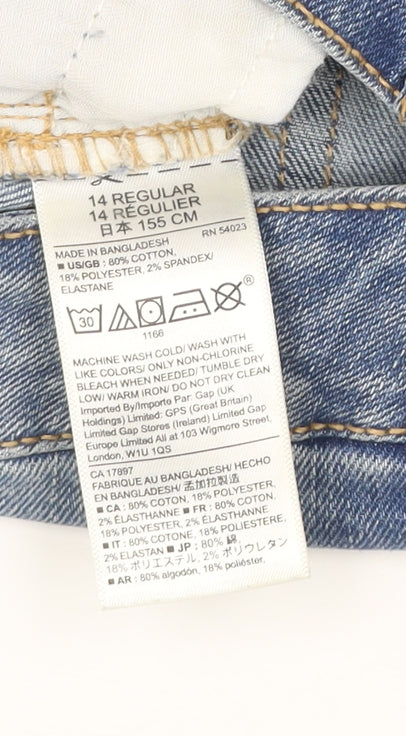 14 REGULAR
14 RÉGULIER
日本 155 CM
MADE IN BANGLADESH RN 54023
■ US/GB : 80% COTTON,
18% POLYESTER, 2% SPANDEX/
ELASTANE
30 ®
1166
MACHINE WASH COLD/ WASH WITH
LIKE COLORS/ ONLY NON-CHLORINE
BLEACH WHEN NEEDED/ TUMBLE DRY
LOW/ WARM IRON/ DO NOT DRY CLEAN
Imported By/Importe Par: Gap (UK
Holdings) Limited: GPS (Great Britain)
Limited Gap Stores (Ireland) Limited Gap
Europe Limited All at 103 Wigmore Street,
London, W1U 1QS
CA 17897
FABRIQUÉ AU BANGLADESH/ HECHO
EN BANGLADESH/ 孟加拉製造
■ CA : 80% COTON, 18% POLYESTER,
2% ÉLASTHANNE ■ FR : 80% COTON,
18% POLYESTER, 2% ÉLASTHANNE
■ IT : 80% COTONE, 18% POLIESTERE,
2% ELASTAN ■ JP : 80% 綿,
18% ポリエステル, 2% ポリウレタン
■ AR : 80% algodón, 18% poliéster,